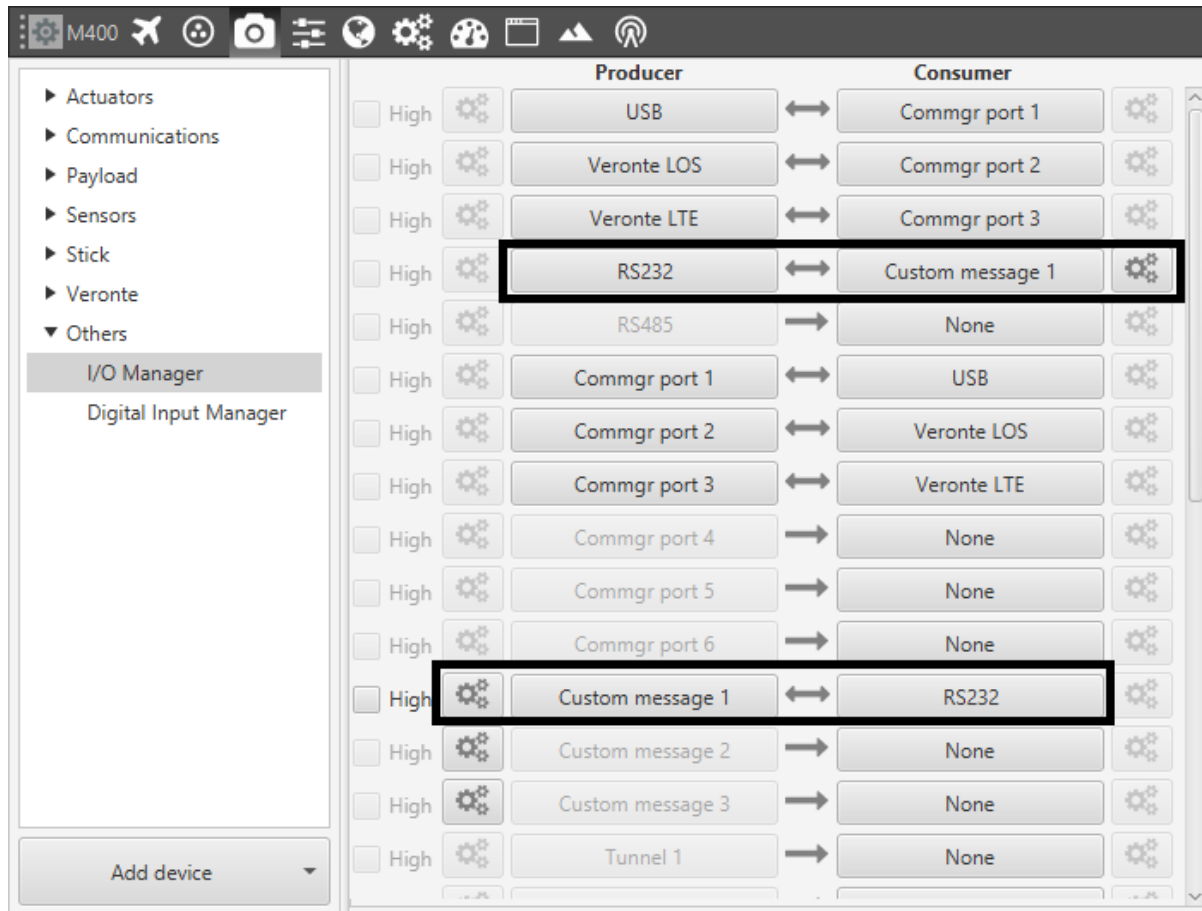 M400
Actuators
Communications
Payload
Sensors
Stick
Veronte
Others
I/O Manager
Digital Input Manager
Add device
Producer Consumer
High USB Commgr port 1
High Veronte LOS Commgr port 2
High Veronte LTE Commgr port 3
High RS232 Custom message 1
High RS485 None
High Commgr port 1 USB
High Commgr port 2 Veronte LOS
High Commgr port 3 Veronte LTE
High Commgr port 4 None
High Commgr port 5 None
High Commgr port 6 None
High Custom message 1 RS232
High Custom message 2 None
High Custom message 3 None
High Tunnel 1 None